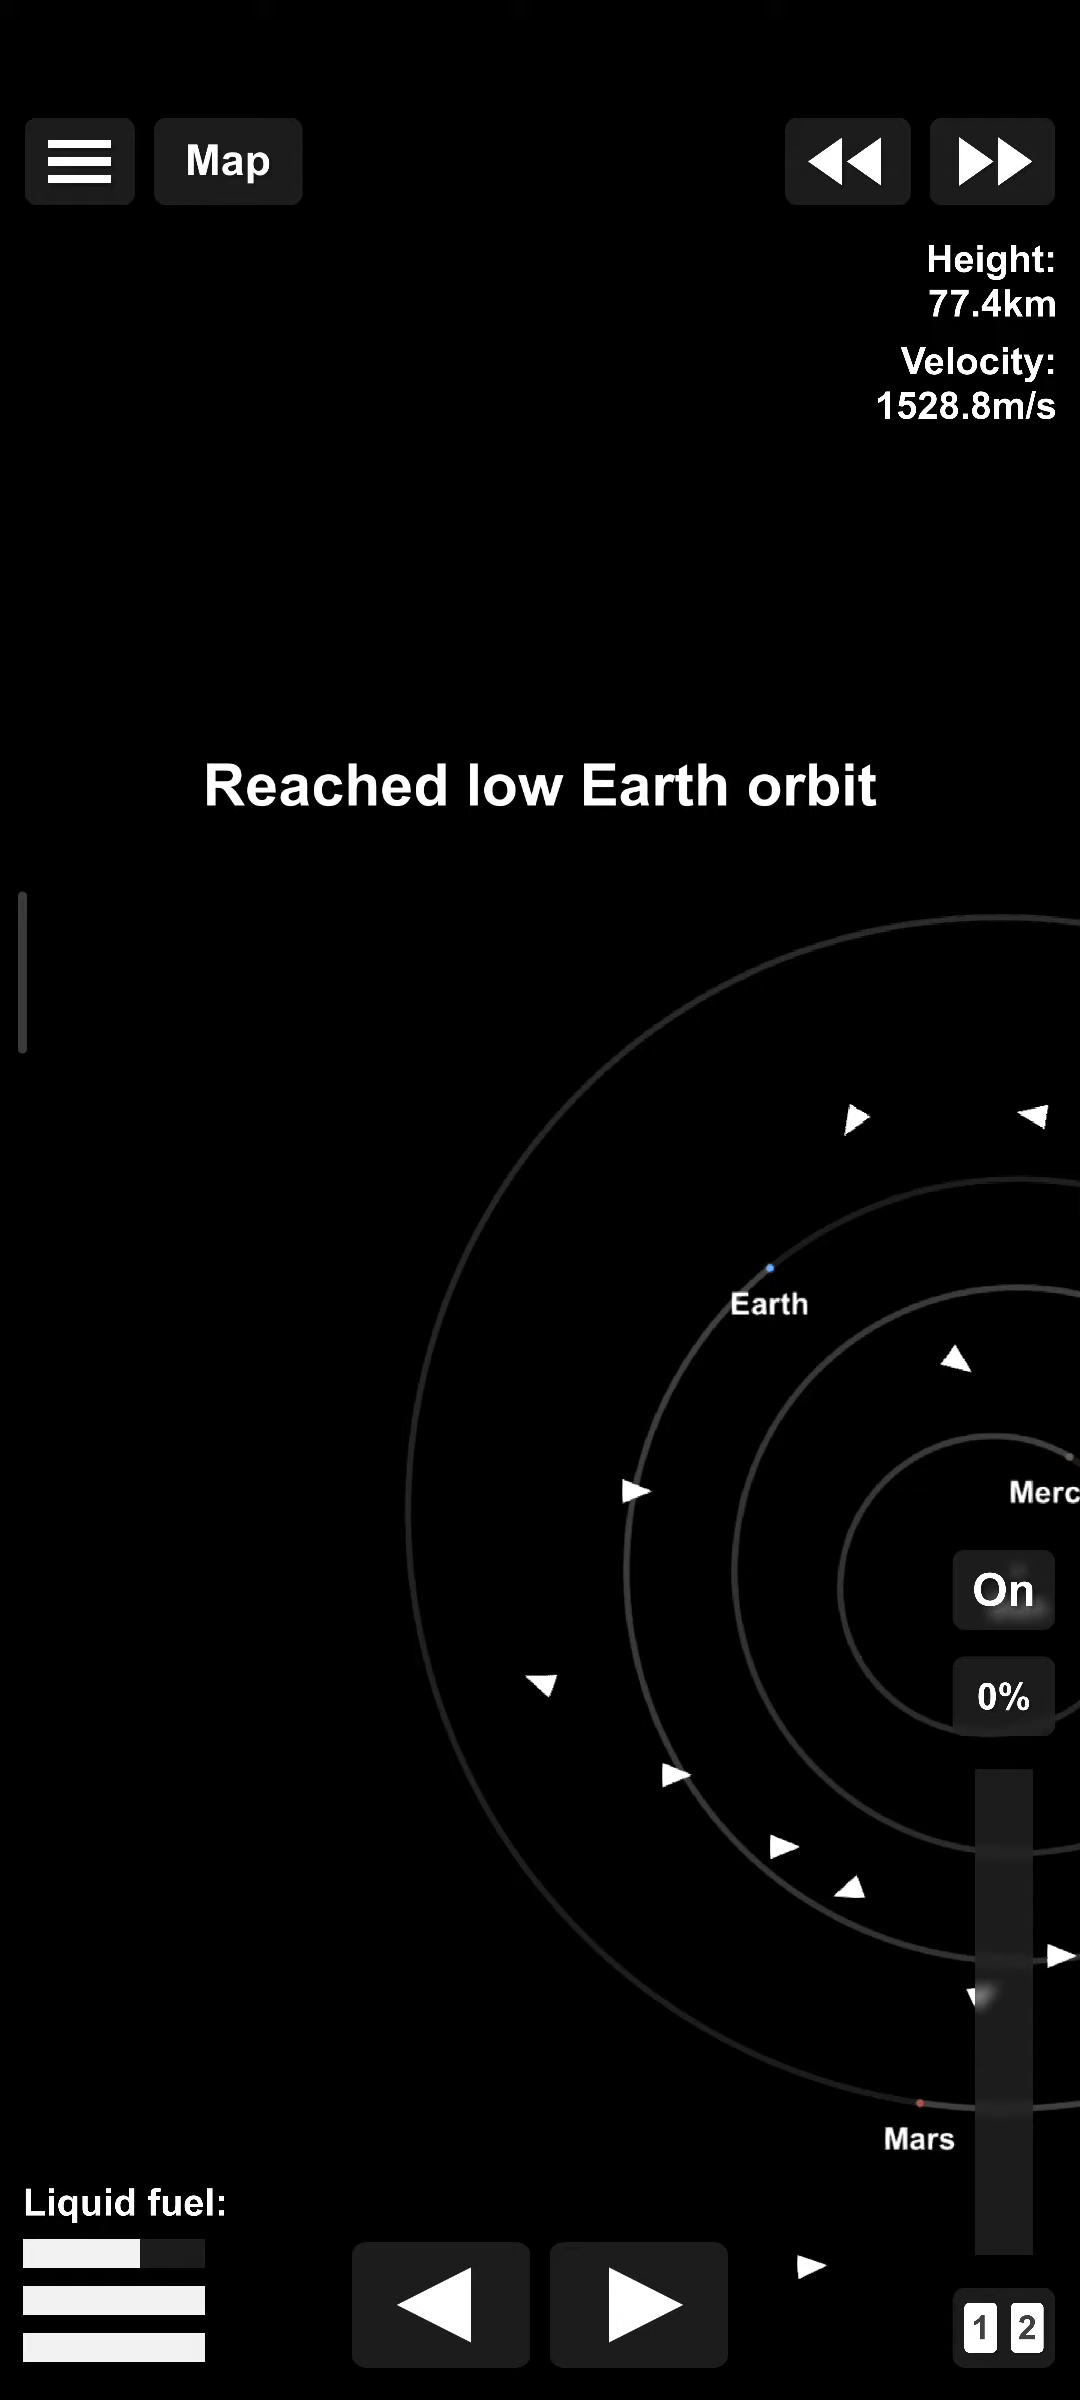 Map
Height:
77.4km
Velocity:
1528.8m/s
Reached low Earth orbit
Earth
Merc
On
0%
Mars
Liquid fuel:
1 2